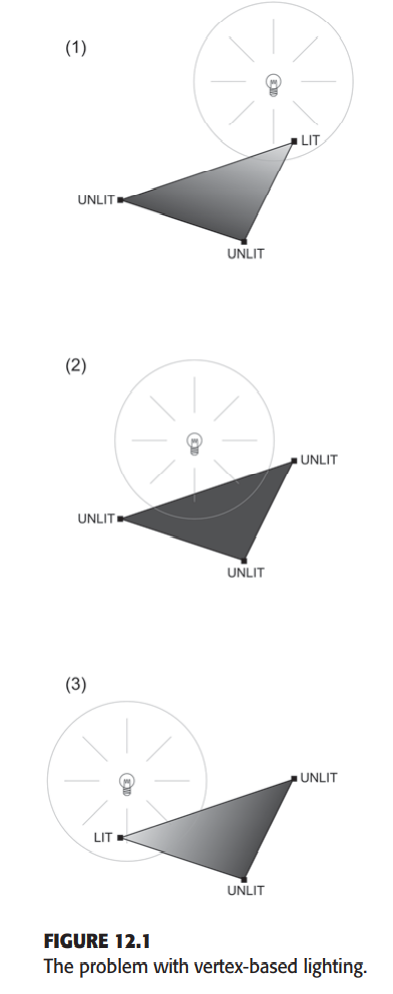 (1)
LIT
UNLIT
UNLIT
(2)
UNLIT
UNLIT
UNLIT
(3)
UNLIT
LIT
UNLIT
FIGURE 12.1
The problem with vertex-based lighting.